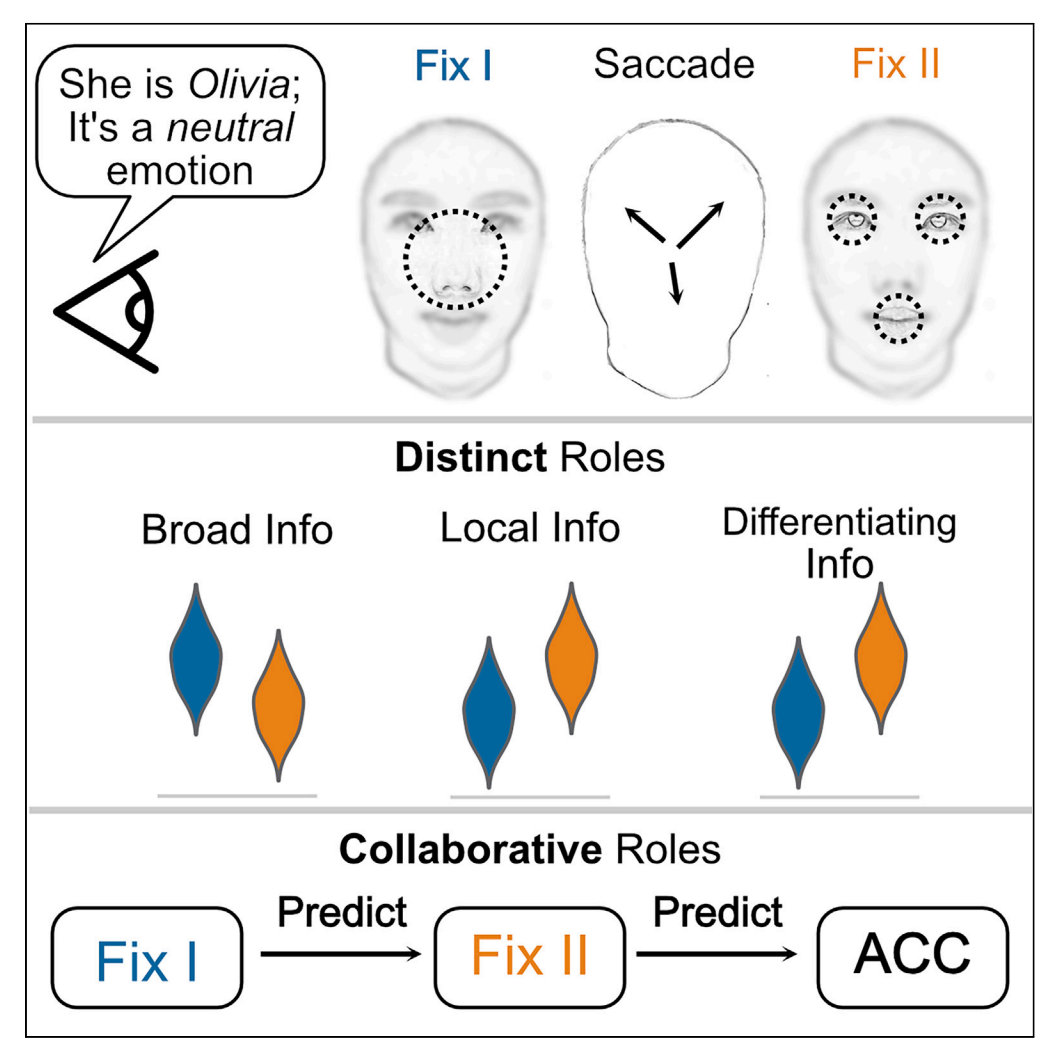 She is Olivia;
It's a neutral
emotion
Fix I
Saccade
Fix II
Distinct Roles
Broad Info
Local Info
Differentiating
Info
Collaborative Roles
Fix I
Predict
Fix II
Predict
ACC